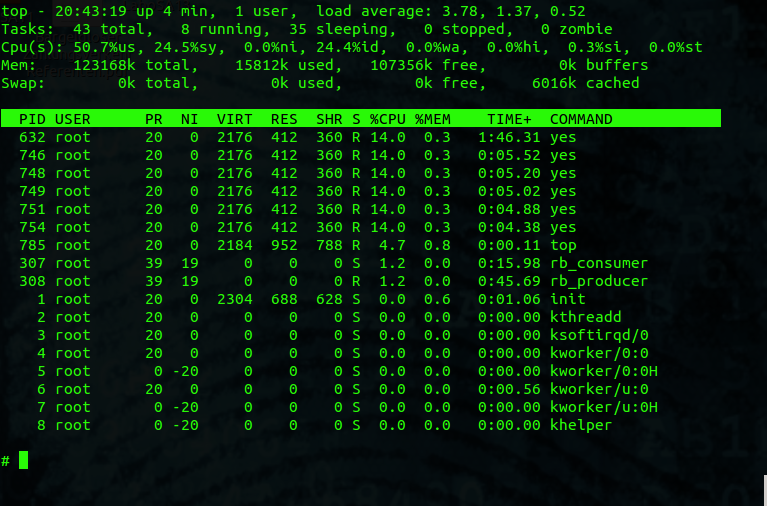 top - 20:43:19 up 4 min,  1 user,  load average: 3.78, 1.37, 0.52
Tasks:  43 total,   8 running,  35 sleeping,   0 stopped,   0 zombie
Cpu(s): 50.7%us, 24.5%sy,  0.0%ni, 24.4%id,  0.0%wa,  0.0%hi,  0.3%si,  0.0%st
Mem:    123168k total,    15812k used,   107356k free,        0k buffers
Swap:        0k total,        0k used,        0k free,     6016k cached
  PID USER      PR  NI  VIRT  RES  SHR S %CPU %MEM    TIME+  COMMAND
  632 root      20   0  2176  412  360 R 14.0  0.3   1:46.31 yes
  746 root      20   0  2176  412  360 R 14.0  0.3   0:05.52 yes
  748 root      20   0  2176  412  360 R 14.0  0.3   0:05.20 yes
  749 root      20   0  2176  412  360 R 14.0  0.3   0:05.02 yes
  751 root      20   0  2176  412  360 R 14.0  0.3   0:04.88 yes
  754 root      20   0  2176  412  360 R 14.0  0.3   0:04.38 yes
  785 root      20   0  2184  952  788 R  4.7  0.8   0:00.11 top
  307 root      39  19     0    0    0 S  1.2  0.0   0:15.98 rb_consumer
  308 root      39  19     0    0    0 R  1.2  0.0   0:45.69 rb_producer
    1 root      20   0  2304  688  628 S  0.0  0.6   0:01.06 init
    2 root      20   0     0    0    0 S  0.0  0.0   0:00.00 kthreadd
    3 root      20   0     0    0    0 S  0.0  0.0   0:00.00 ksoftirqd/0
    4 root      20   0     0    0    0 S  0.0  0.0   0:00.00 kworker/0:0
    5 root       0 -20     0    0    0 S  0.0  0.0   0:00.00 kworker/0:0H
    6 root      20   0     0    0    0 S  0.0  0.0   0:00.56 kworker/u:0
    7 root       0 -20     0    0    0 S  0.0  0.0   0:00.00 kworker/u:0H
    8 root       0 -20     0    0    0 S  0.0  0.0   0:00.00 khelper
#